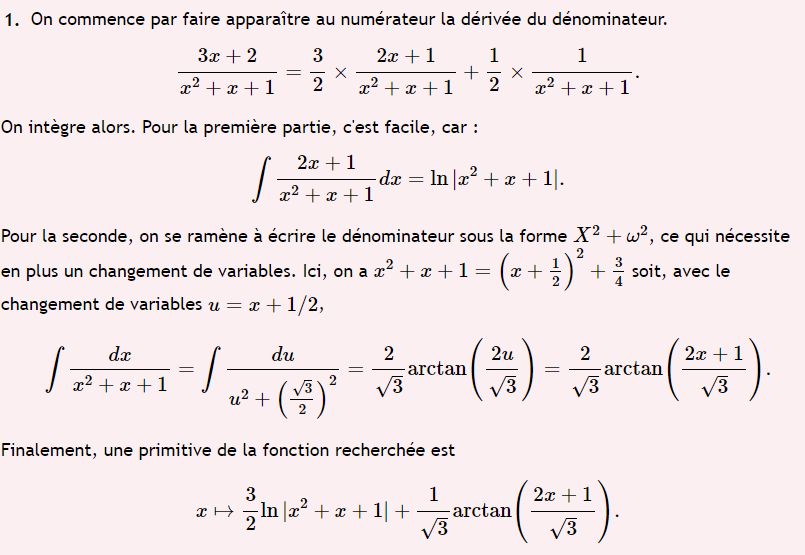 1. On commence par faire apparaître au numérateur la dérivée du dénominateur.
\frac{3x + 2}{x^2 + x + 1} = \frac{3}{2} \times \frac{2x + 1}{x^2 + x + 1} + \frac{1}{2} \times \frac{1}{x^2 + x + 1}.
On intègre alors. Pour la première partie, c'est facile, car :
\int \frac{2x + 1}{x^2 + x + 1} dx = \ln |x^2 + x + 1|.
Pour la seconde, on se ramène à écrire le dénominateur sous la forme X^2 + \omega^2, ce qui nécessite
en plus un changement de variables. Ici, on a x^2 + x + 1 = \left(x + \frac{1}{2}\right)^2 + \frac{3}{4} soit, avec le
changement de variables u = x + 1/2,
\int \frac{dx}{x^2 + x + 1} = \int \frac{du}{u^2 + \left(\frac{\sqrt{3}}{2}\right)^2} = \frac{2}{\sqrt{3}} \arctan\left(\frac{2u}{\sqrt{3}}\right) = \frac{2}{\sqrt{3}} \arctan\left(\frac{2x + 1}{\sqrt{3}}\right).
Finalement, une primitive de la fonction recherchée est
x \mapsto \frac{3}{2} \ln |x^2 + x + 1| + \frac{1}{\sqrt{3}} \arctan\left(\frac{2x + 1}{\sqrt{3}}\right).